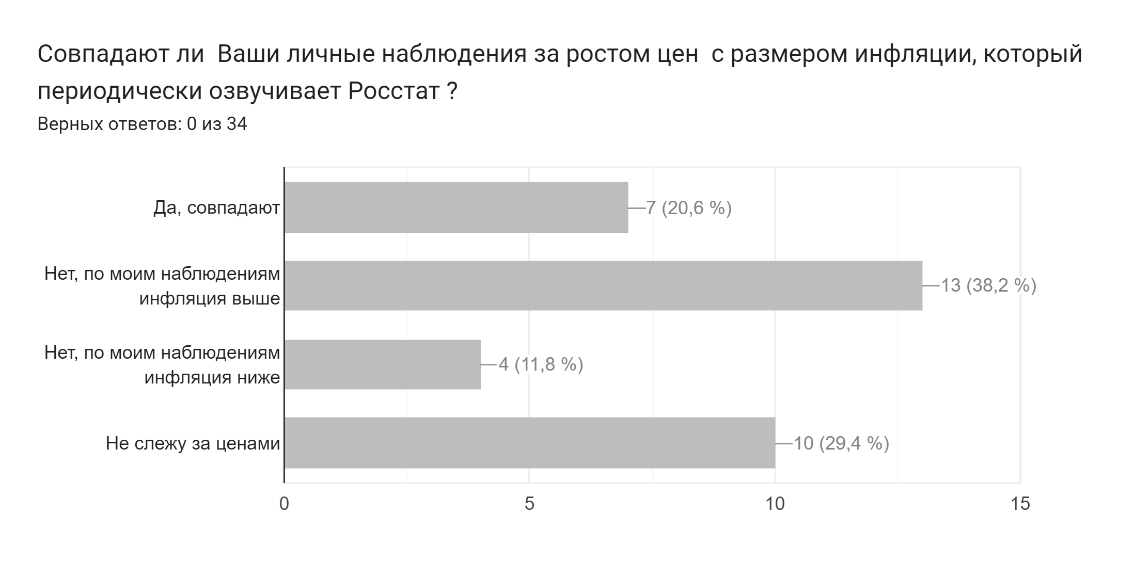 Совпадают ли  Ваши личные наблюдения за ростом цен  с размером инфляции, который
периодически озвучивает Росстат ?
Верных ответов: 0 из 34
Да, совпадают
7 (20,6 %)
Нет, по моим наблюдениям
инфляция выше
13 (38,2 %)
Нет, по моим наблюдениям
инфляция ниже
4 (11,8 %)
Не слежу за ценами
10 (29,4 %)
0
5
10
15